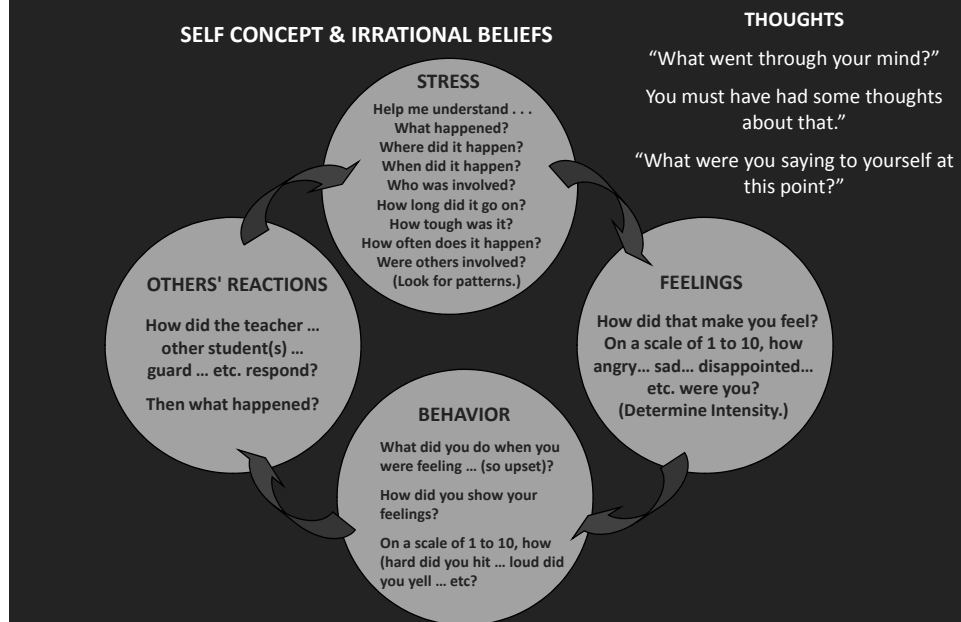 SELF CONCEPT & IRRATIONAL BELIEFS
THOUGHTS
“What went through your mind?”
You must have had some thoughts
about that.”
“What were you saying to yourself at
this point?”
STRESS
Help me understand . . .
What happened?
Where did it happen?
When did it happen?
Who was involved?
How long did it go on?
How tough was it?
How often does it happen?
Were others involved?
(Look for patterns.)
FEELINGS
How did that make you feel?
On a scale of 1 to 10, how
angry… sad… disappointed…
etc. were you?
(Determine Intensity.)
BEHAVIOR
What did you do when you
were feeling … (so upset)?
How did you show your
feelings?
On a scale of 1 to 10, how
(hard did you hit … loud did
you yell … etc?
OTHERS' REACTIONS
How did the teacher …
other student(s) …
guard … etc. respond?
Then what happened?